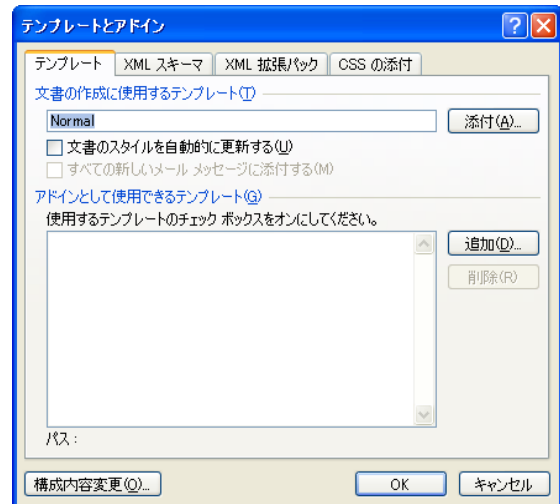 テンプレートとアドイン
テンプレート XML スキーマ XML 拡張パック CSS の添付
文書の作成に使用するテンプレート(T)
Normal 添付(A)...
文書のスタイルを自動的に更新する(U)
すべての新しいメール メッセージに添付する(M)
アドインとして使用できるテンプレート(G)
使用するテンプレートのチェック ボックスをオンにしてください。
追加(D)...
削除(R)
パス :
構成内容変更(O)... OK キャンセル